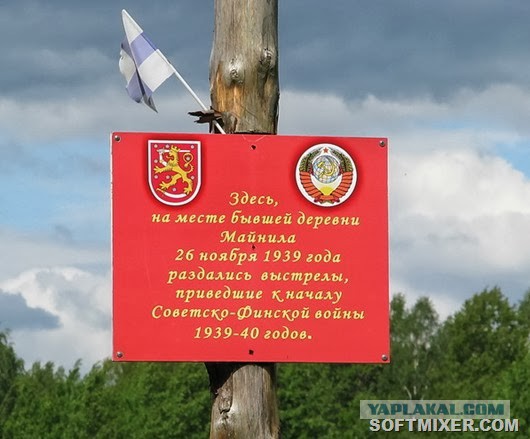 Здесь,
на месте бывшей деревни
Майнила
26 ноября 1939 года
раздались выстрелы,
приведшие к началу
Советско-Финской войны
1939-40 годов.
YAPLAKAL.COM
SOFTMIXER.COM